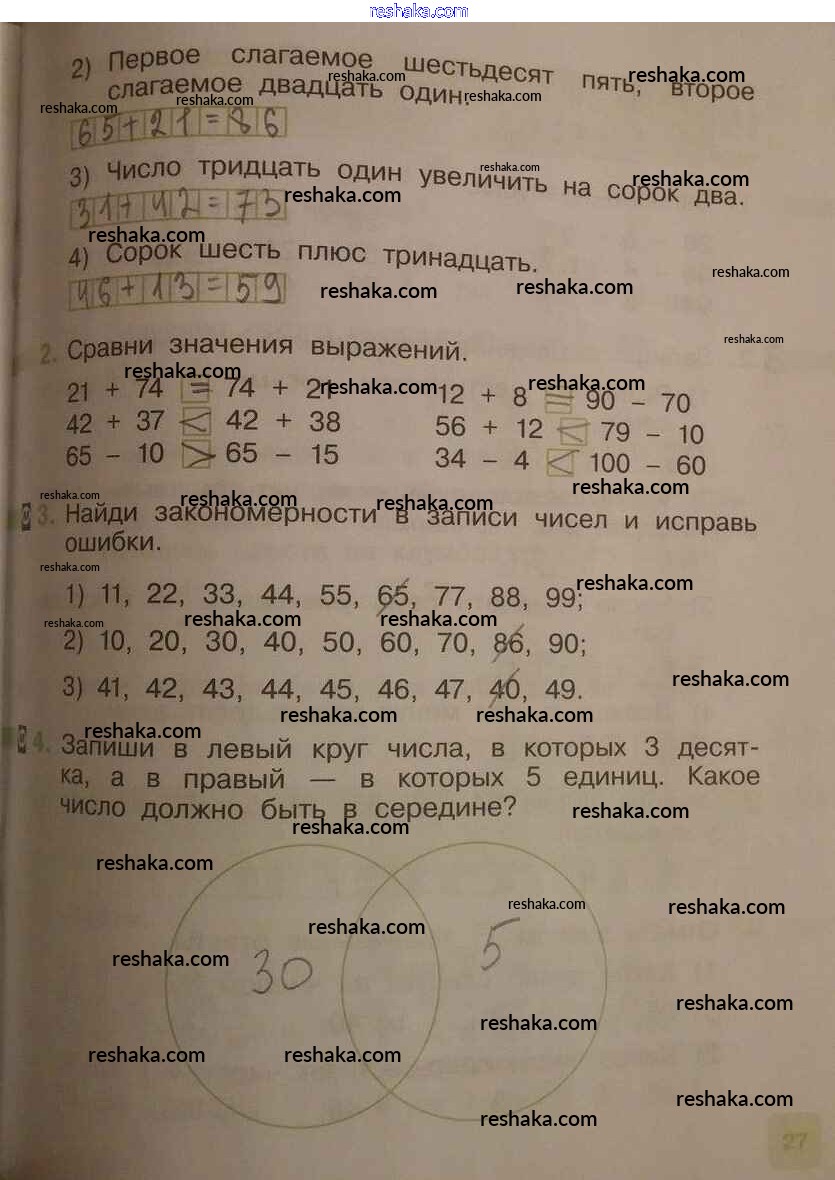 reshaka.com
2) Первое слагаемое шестьдесят пять, второе
слагаемое двадцать один.
65+21=86
3) Число тридцать один увеличить на сорок два.
31+42=73
4) Сорок шесть плюс тринадцать.
46+13=59
2. Сравни значения выражений.
21 + 74 = 74 + 21 12 + 8 = 90 – 70
42 + 37 < 42 + 38 56 + 12 < 79 – 10
65 – 10 > 65 – 15 34 – 4 < 100 – 60
3. Найди закономерности в записи чисел и исправь
ошибки.
1) 11, 22, 33, 44, 55, 65, 77, 88, 99;
2) 10, 20, 30, 40, 50, 60, 70, 86, 90;
3) 41, 42, 43, 44, 45, 46, 47, 40, 49.
4. Запиши в левый круг числа, в которых 3 десят-
ка, а в правый — в которых 5 единиц. Какое
число должно быть в середине?
30 5
27